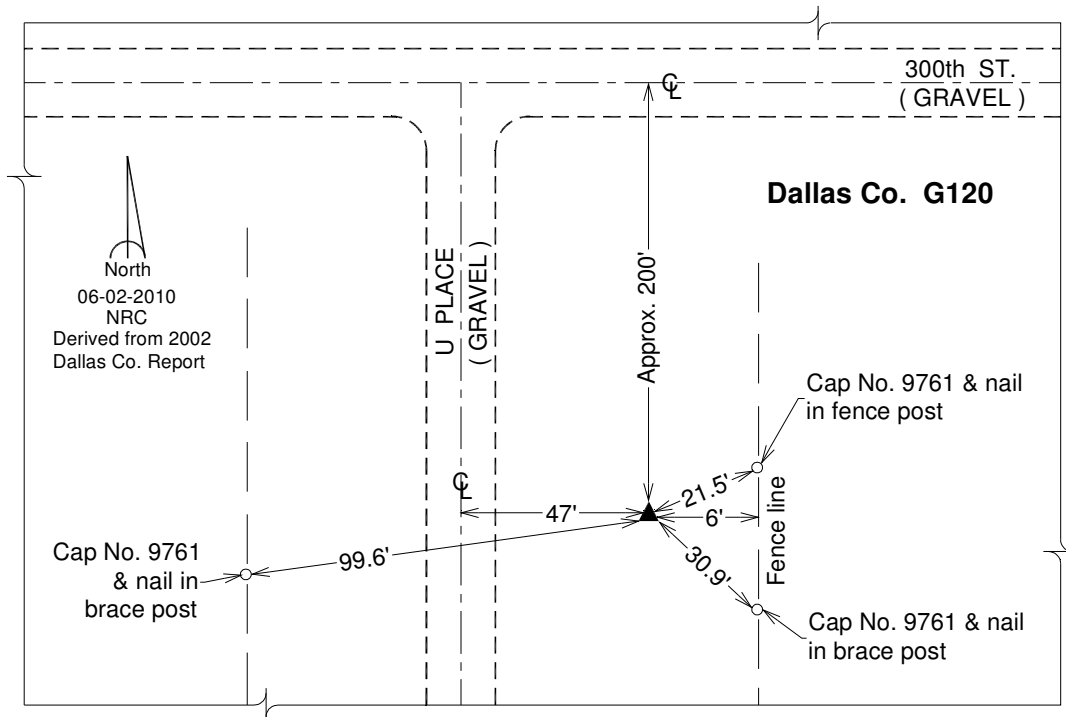 300th ST.
( GRAVEL )
℄
Dallas Co. G120
North
06-02-2010
NRC
Derived from 2002
Dallas Co. Report
U PLACE
( GRAVEL )
Approx. 200'
Cap No. 9761 & nail
in fence post
℄
47'
21.5'
6'
Fence line
99.6'
30.9'
Cap No. 9761
& nail in
brace post
Cap No. 9761 & nail
in brace post